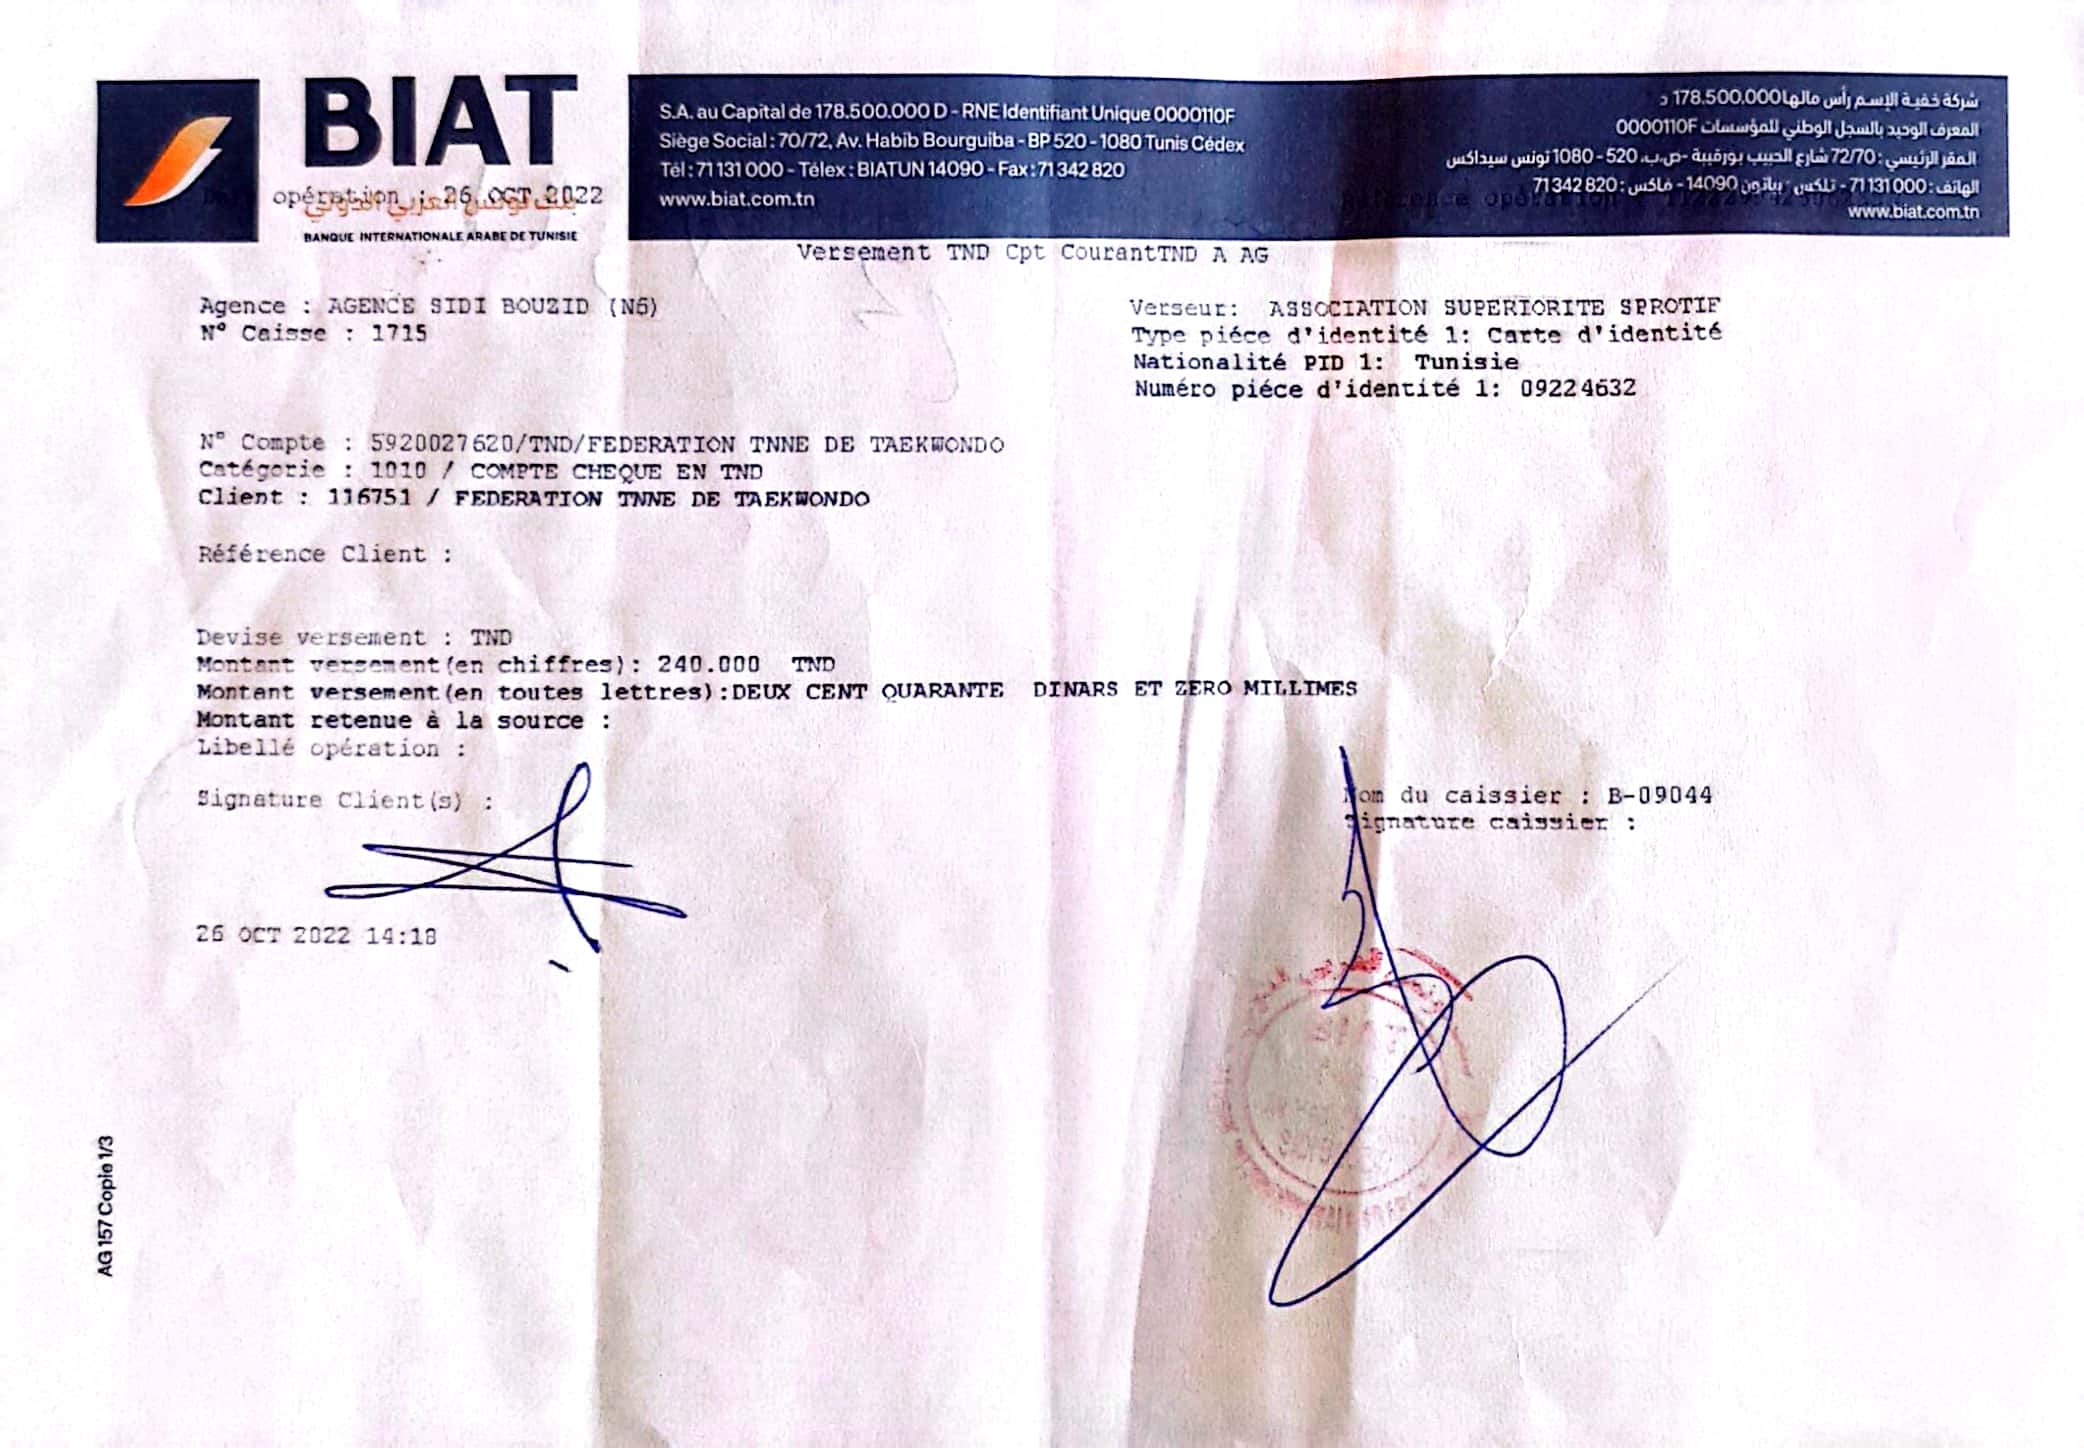 BIAT
بنك تونس العربي الدولي
BANQUE INTERNATIONALE ARABE DE TUNISIE
S.A. au Capital de 178.500.000 D - RNE Identifiant Unique 0000110F
Siège Social : 70/72, Av. Habib Bourguiba - BP 520 - 1080 Tunis Cédex
Tél : 71 131 000 - Télex : BIATUN 14090 - Fax : 71 342 820
www.biat.com.tn
شركة خفية الإسم رأس مالها 178.500.000 د
المعرف الوحيد بالسجل الوطني للمؤسسات 0000110F
المقر الرئيسي : 72/70 شارع الحبيب بورقيبة -ص.ب. 520 - 1080 تونس سيداكس
الهاتف : 71131000 - تلكس : بياتون 14090 - فاكس : 71342820
www.biat.com.tn
opération : 26 OCT 2022
opération :
Versement TND Cpt CourantTND A AG
Agence : AGENCE SIDI BOUZID (N5)
N° Caisse : 1715
Verseur: ASSOCIATION SUPERIORITE SPROTIF
Type piéce d'identité 1: Carte d'identité
Nationalité PID 1: Tunisie
Numéro piéce d'identité 1: 09224632
N° Compte : 5920027620/TND/FEDERATION TNNE DE TAEKWONDO
Catégorie : 1010 / COMPTE CHEQUE EN TND
Client : 116751 / FEDERATION TNNE DE TAEKWONDO
Référence Client :
Devise versement : TND
Montant versement(en chiffres): 240.000 TND
Montant versement(en toutes lettres):DEUX CENT QUARANTE DINARS ET ZERO MILLIMES
Montant retenue à la source :
Libellé opération :
Signature Client(s) :
Nom du caissier : B-09044
Signature caissier :
26 OCT 2022 14:18
BIAT
AG 157 Copie 1/3